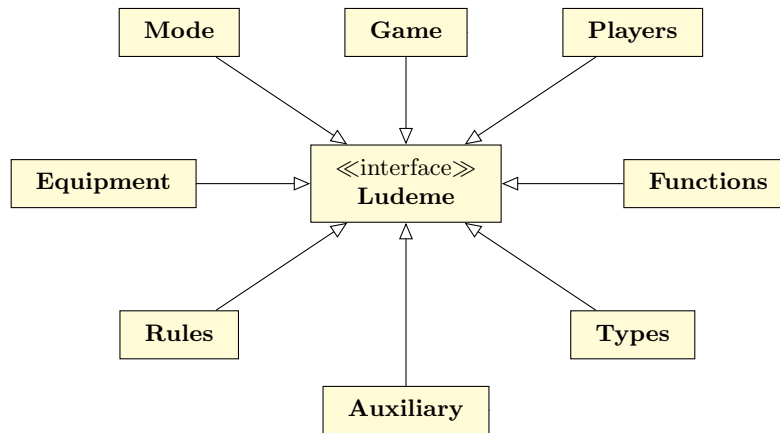 Mode
Game
Players
≪interface≫
Ludeme
Equipment
Functions
Rules
Types
Auxiliary